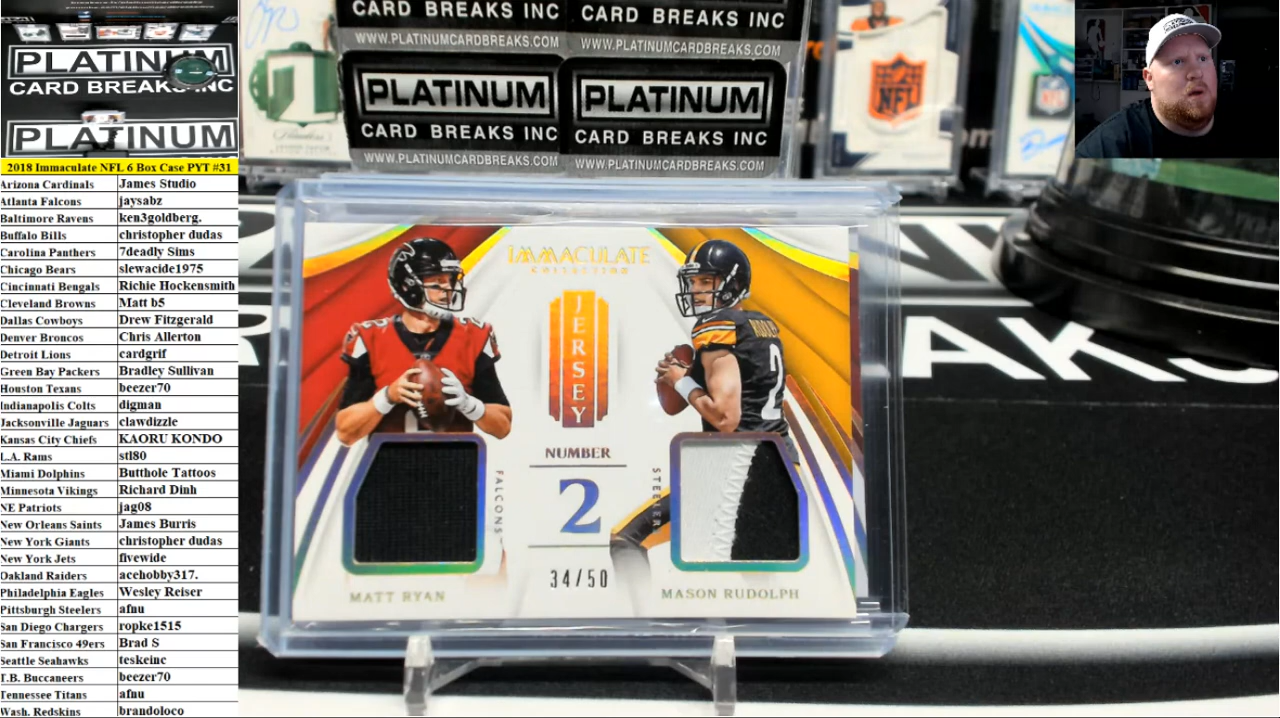 PLATINUM
CARD BREAKS INC
PLATINUM
CARD BREAKS INC
WWW.PLATINUMCARDBREAKS.COM
CARD BREAKS INC
WWW.PLATINUMCARDBREAKS.COM
PLATINUM
CARD BREAKS INC
WWW.PLATINUMCARDBREAKS.COM
PLATINUM
CARD BREAKS INC
WWW.PLATINUMCARDBREAKS.COM
NFL
2018 Immaculate NFL 6 Box Case PYT #31
Arizona Cardinals James Studio
Atlanta Falcons jaysabz
Baltimore Ravens ken3goldberg.
Buffalo Bills christopher dudas
Carolina Panthers 7deadly Sims
Chicago Bears slewacide1975
Cincinnati Bengals Richie Hockensmith
Cleveland Browns Matt b5
Dallas Cowboys Drew Fitzgerald
Denver Broncos Chris Allerton
Detroit Lions cardgrif
Green Bay Packers Bradley Sullivan
Houston Texans beezer70
Indianapolis Colts digman
Jacksonville Jaguars clawdizzle
Kansas City Chiefs KAORU KONDO
L.A. Rams stl80
Miami Dolphins Butthole Tattoos
Minnesota Vikings Richard Dinh
NE Patriots jag08
New Orleans Saints James Burris
New York Giants christopher dudas
New York Jets fivewide
Oakland Raiders acehobby317.
Philadelphia Eagles Wesley Reiser
Pittsburgh Steelers afnu
San Diego Chargers ropke1515
San Francisco 49ers Brad S
Seattle Seahawks teskeinc
T.B. Buccaneers beezer70
Tennessee Titans afnu
Wash. Redskins brandoloco
IMMACULATE
COLLECTION
JERSEY
NUMBER
2
34/50
FALCONS
STEELER
MATT RYAN
MASON RUDOLPH
2